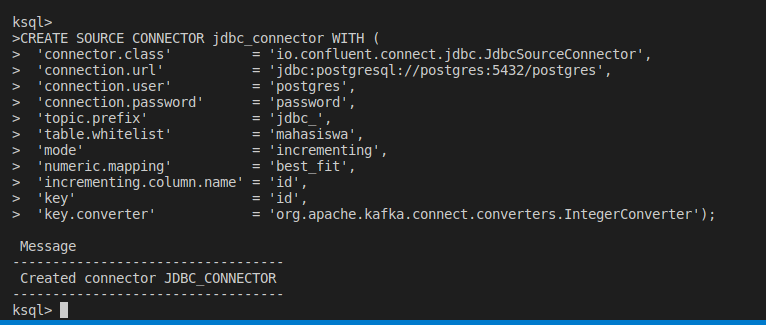 ksql>
>CREATE SOURCE CONNECTOR jdbc_connector WITH (
>  'connector.class'          = 'io.confluent.connect.jdbc.JdbcSourceConnector',
>  'connection.url'           = 'jdbc:postgresql://postgres:5432/postgres',
>  'connection.user'          = 'postgres',
>  'connection.password'      = 'password',
>  'topic.prefix'             = 'jdbc_',
>  'table.whitelist'          = 'mahasiswa',
>  'mode'                     = 'incrementing',
>  'numeric.mapping'          = 'best_fit',
>  'incrementing.column.name' = 'id',
>  'key'                      = 'id',
>  'key.converter'            = 'org.apache.kafka.connect.converters.IntegerConverter');
 Message
----------------------------------
 Created connector JDBC_CONNECTOR
----------------------------------
ksql>